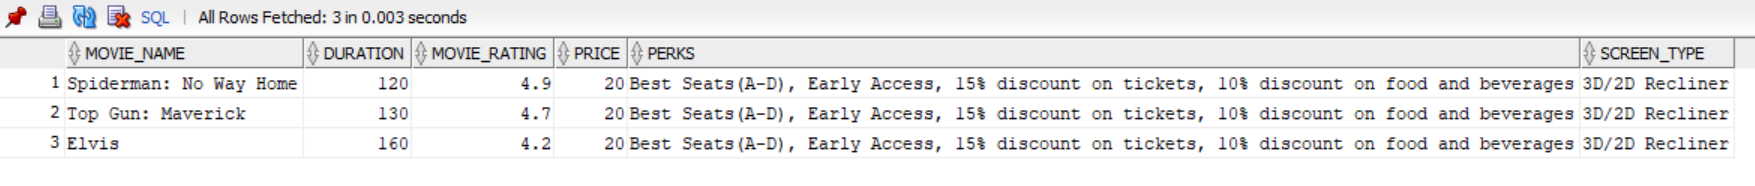 SQL | All Rows Fetched: 3 in 0.003 seconds
MOVIE_NAME DURATION MOVIE_RATING PRICE PERKS SCREEN_TYPE
1 Spiderman: No Way Home 120 4.9 20 Best Seats(A-D), Early Access, 15% discount on tickets, 10% discount on food and beverages 3D/2D Recliner
2 Top Gun: Maverick 130 4.7 20 Best Seats(A-D), Early Access, 15% discount on tickets, 10% discount on food and beverages 3D/2D Recliner
3 Elvis 160 4.2 20 Best Seats(A-D), Early Access, 15% discount on tickets, 10% discount on food and beverages 3D/2D Recliner